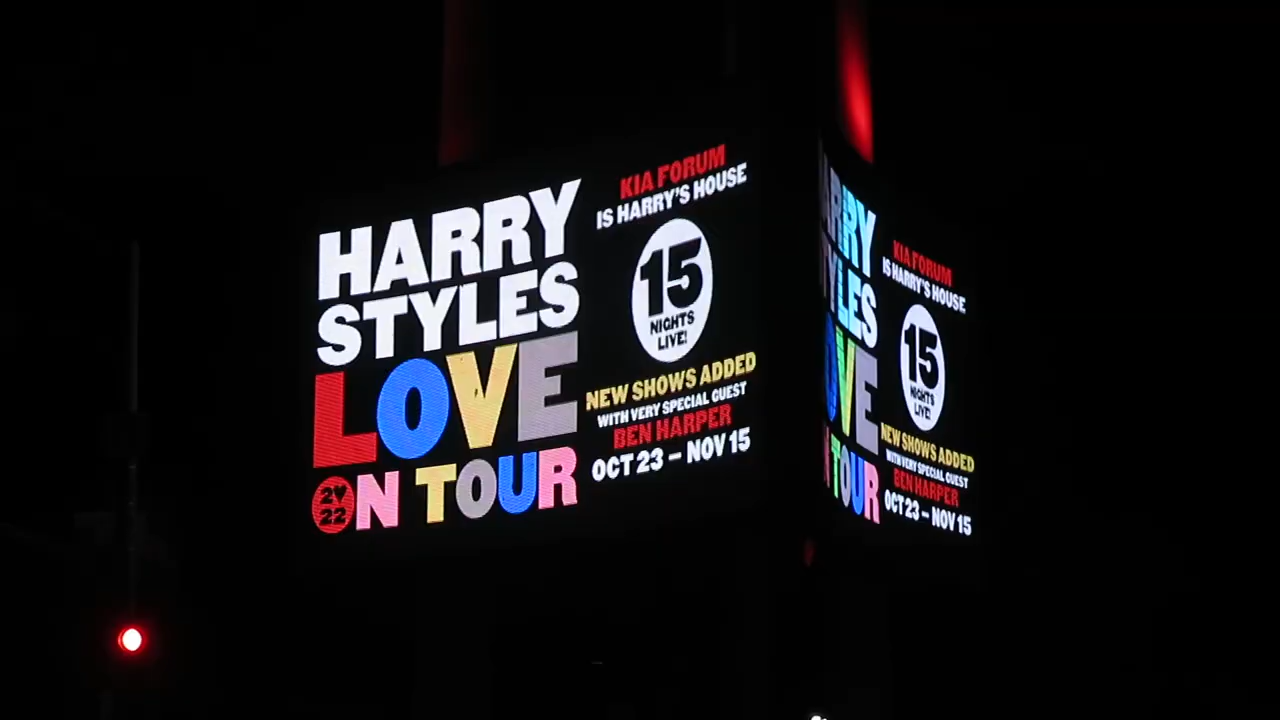 HARRY
STYLES
LOVE
ON TOUR
2♥
22
KIA FORUM
IS HARRY'S HOUSE
15
NIGHTS
LIVE!
NEW SHOWS ADDED
WITH VERY SPECIAL GUEST
BEN HARPER
OCT 23 – NOV 15
HARRY
STYLES
LOVE
N TOUR
KIA FORUM
IS HARRY'S HOUSE
15
NIGHTS
LIVE!
NEW SHOWS ADDED
WITH VERY SPECIAL GUEST
BEN HARPER
OCT 23 – NOV 15